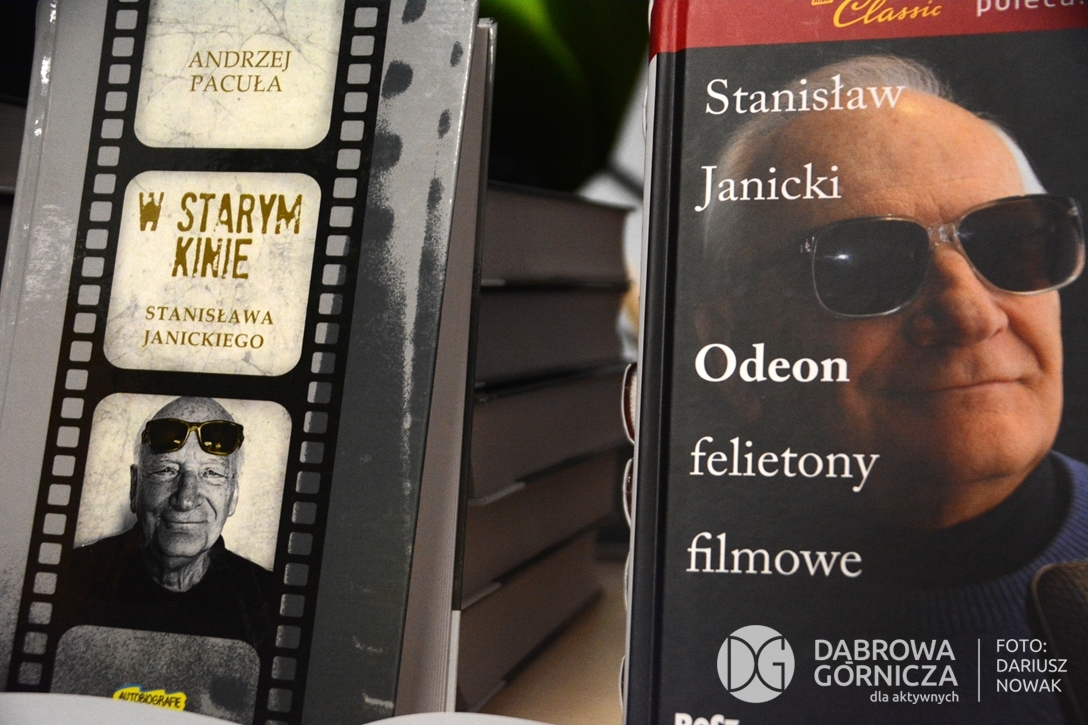 ANDRZEJ
PACUŁA
W STARYM
KINIE
STANISŁAWA
JANICKIEGO
AUTOBIOGRAFIE
Classic
Stanisław
Janicki
Odeon
felietony
filmowe
DG
DĄBROWA
GÓRNICZA
dla aktywnych
FOTO:
DARIUSZ
NOWAK